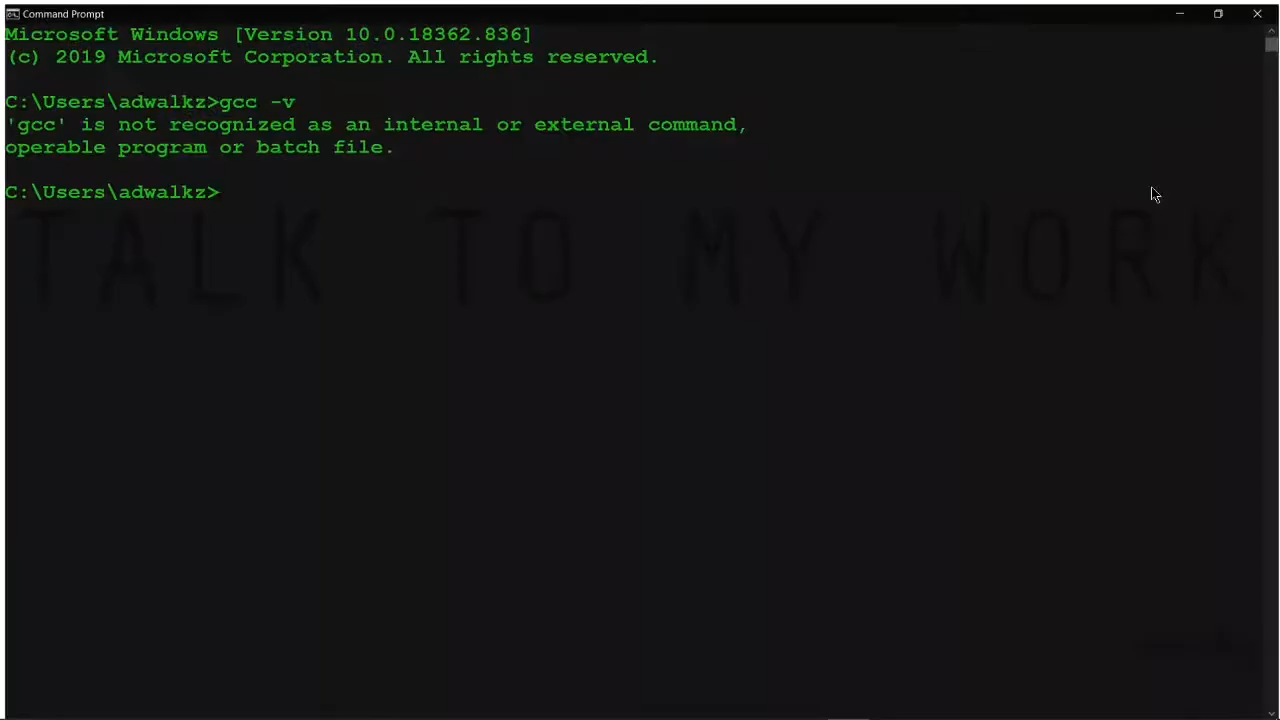 Command Prompt
Microsoft Windows [Version 10.0.18362.836]
(c) 2019 Microsoft Corporation. All rights reserved.
C:\Users\adwalkz>gcc -v
'gcc' is not recognized as an internal or external command,
operable program or batch file.
C:\Users\adwalkz>
TALK TO MY WORK